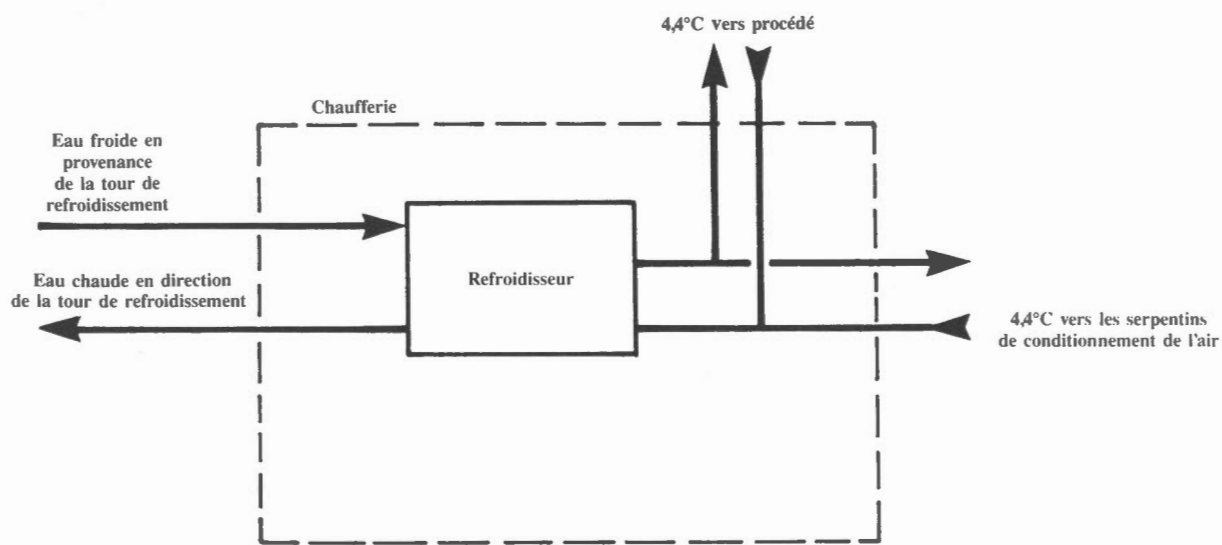 4,4°C vers procédé
Chaufferie
Eau froide en
provenance
de la tour de
refroidissement
Refroidisseur
Eau chaude en direction
de la tour de refroidissement
4,4°C vers les serpentins
de conditionnement de l'air